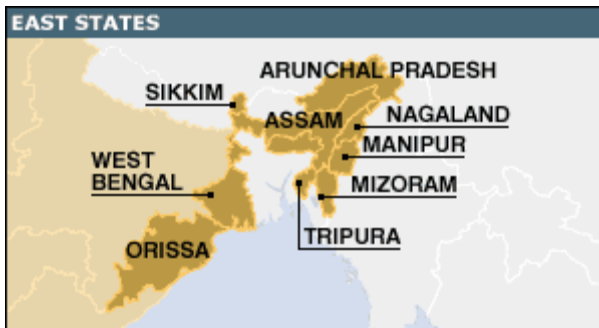 EAST STATES
ARUNCHAL PRADESH
SIKKIM
ASSAM
NAGALAND
MANIPUR
WEST
BENGAL
MIZORAM
TRIPURA
ORISSA